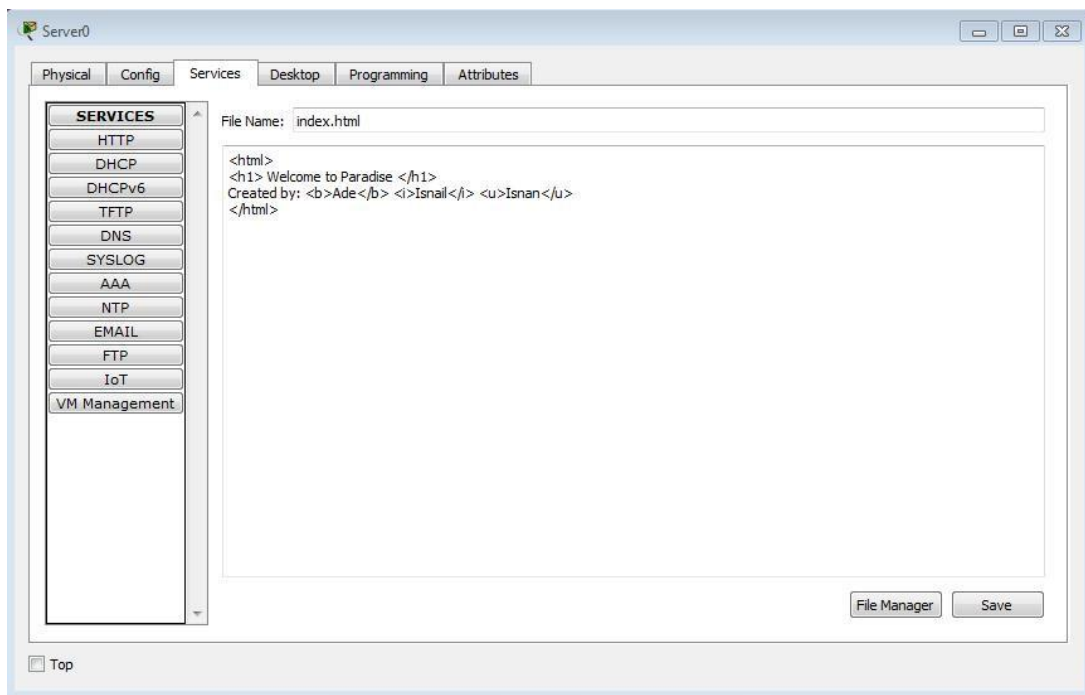 Server0
Physical Config Services Desktop Programming Attributes
SERVICES
HTTP
DHCP
DHCPv6
TFTP
DNS
SYSLOG
AAA
NTP
EMAIL
FTP
IoT
VM Management
File Name: index.html
<html>
<h1> Welcome to Paradise </h1>
Created by: <b>Ade</b> <i>Isnail</i> <u>Isnan</u>
</html>
File Manager Save
Top